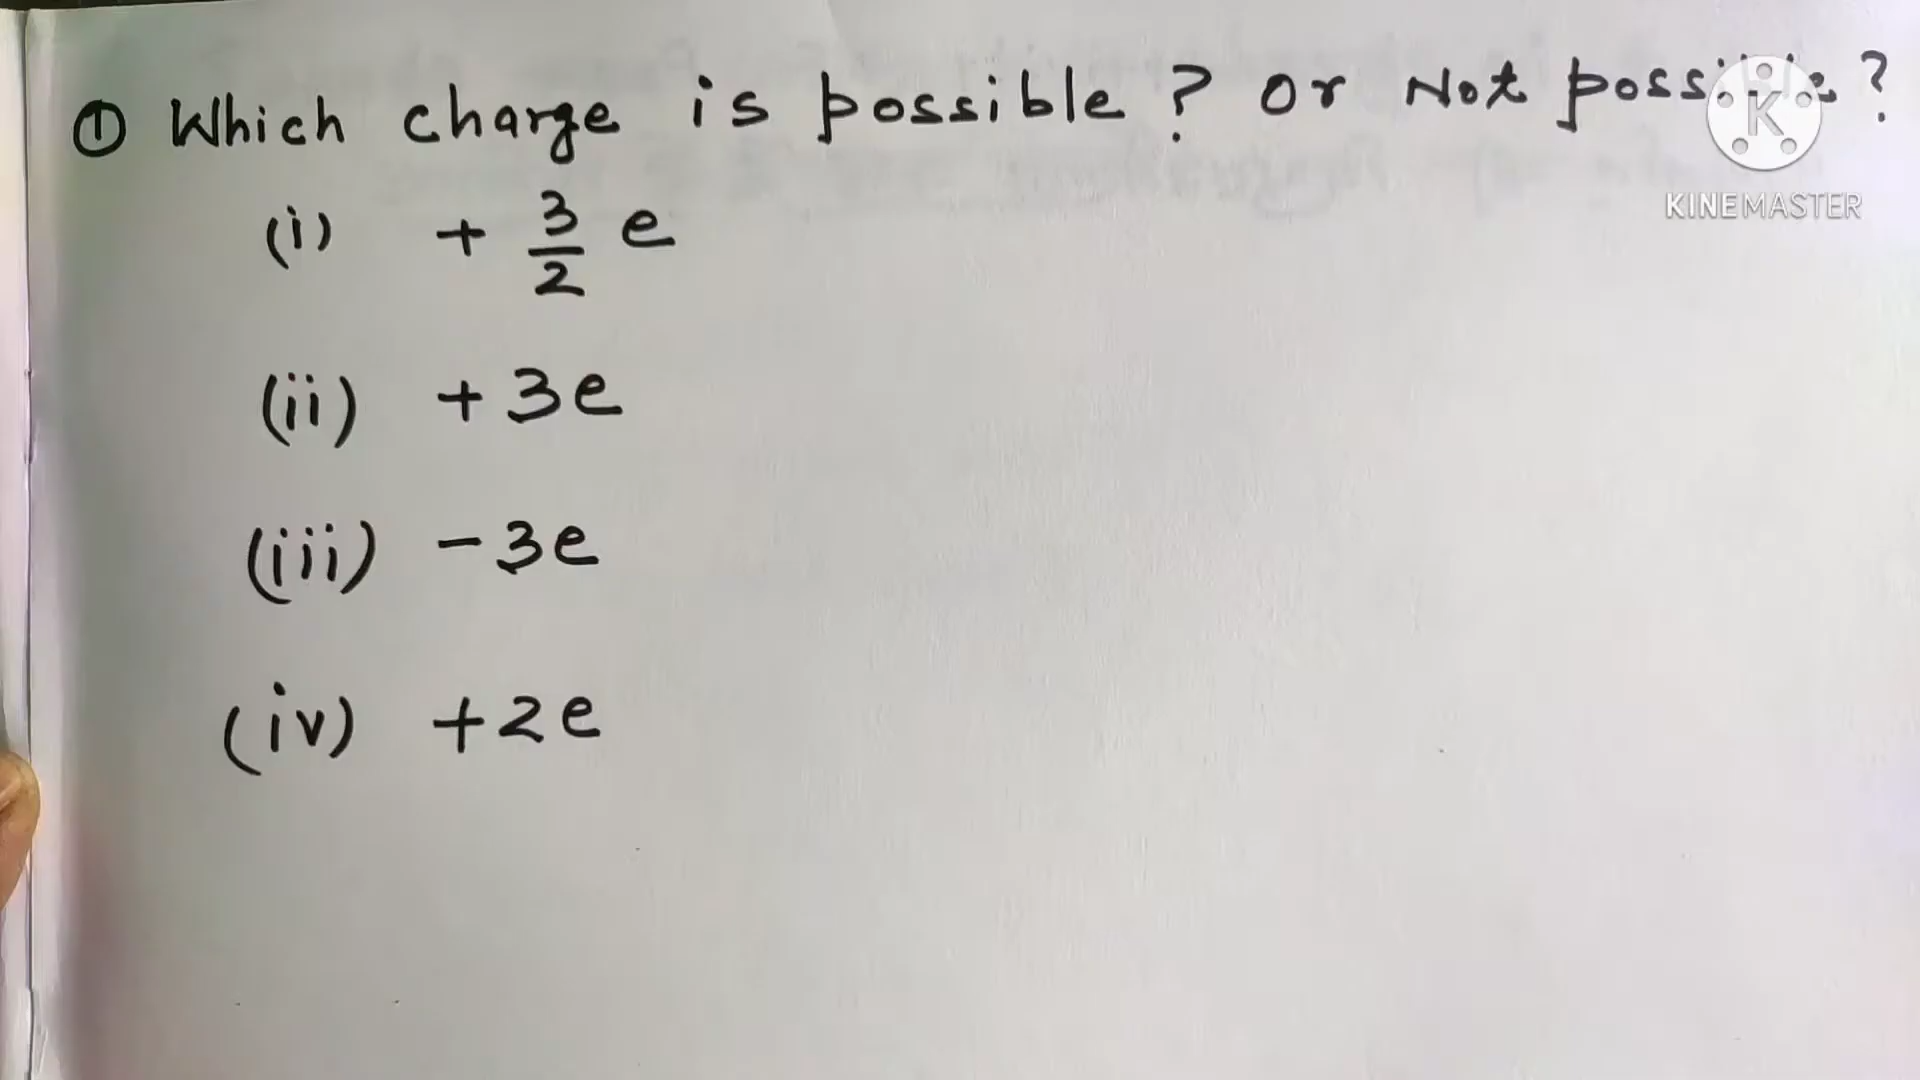 ① Which charge is possible? or Not possible?
K
KINEMASTER
(i) + 3/2 e
(ii) + 3e
(iii) - 3e
(iv) + 2e